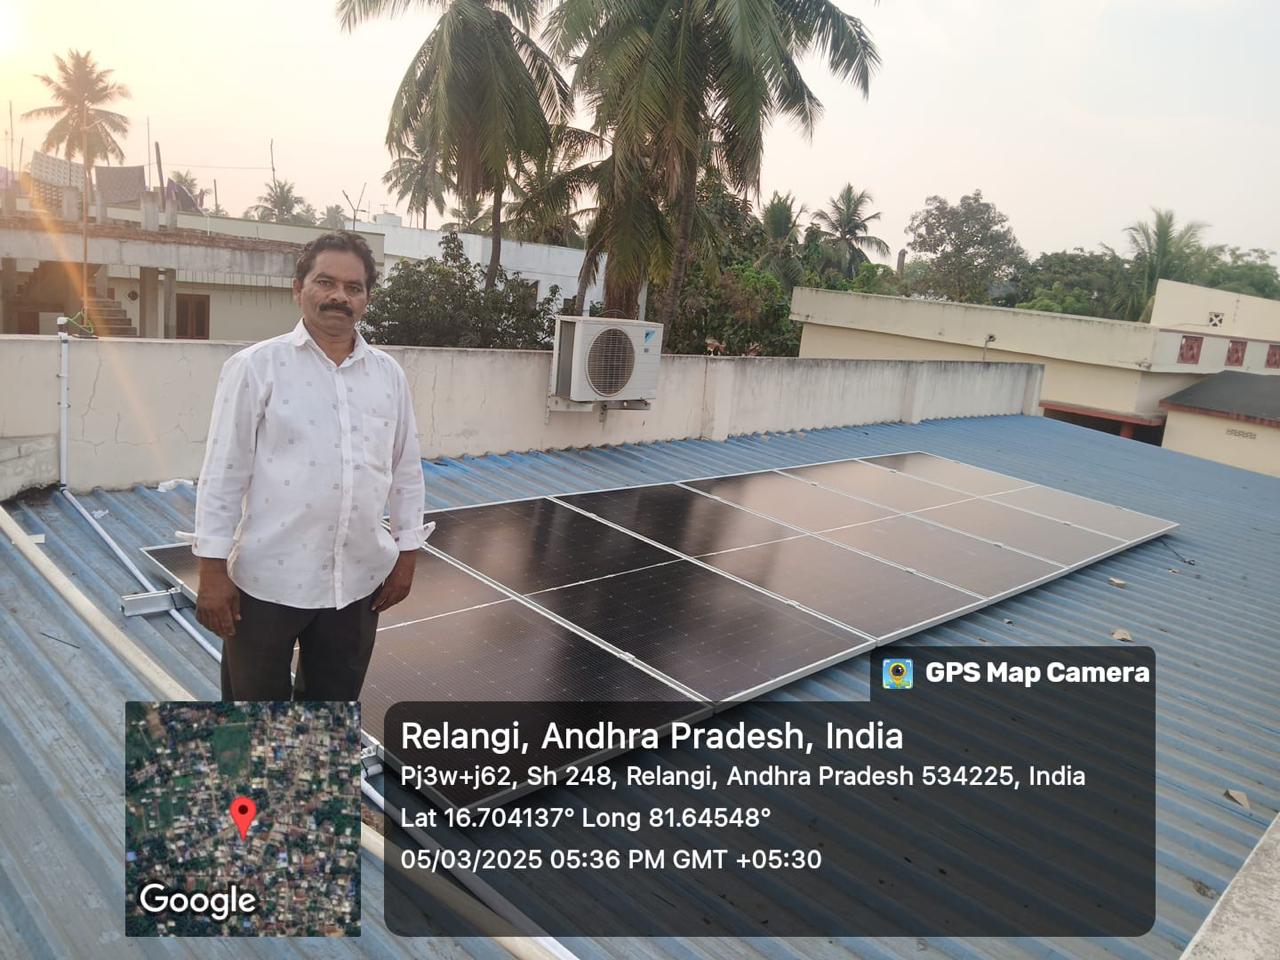 GPS Map Camera
Relangi, Andhra Pradesh, India
Pj3w+j62, Sh 248, Relangi, Andhra Pradesh 534225, India
Lat 16.704137° Long 81.64548°
05/03/2025 05:36 PM GMT +05:30
Google